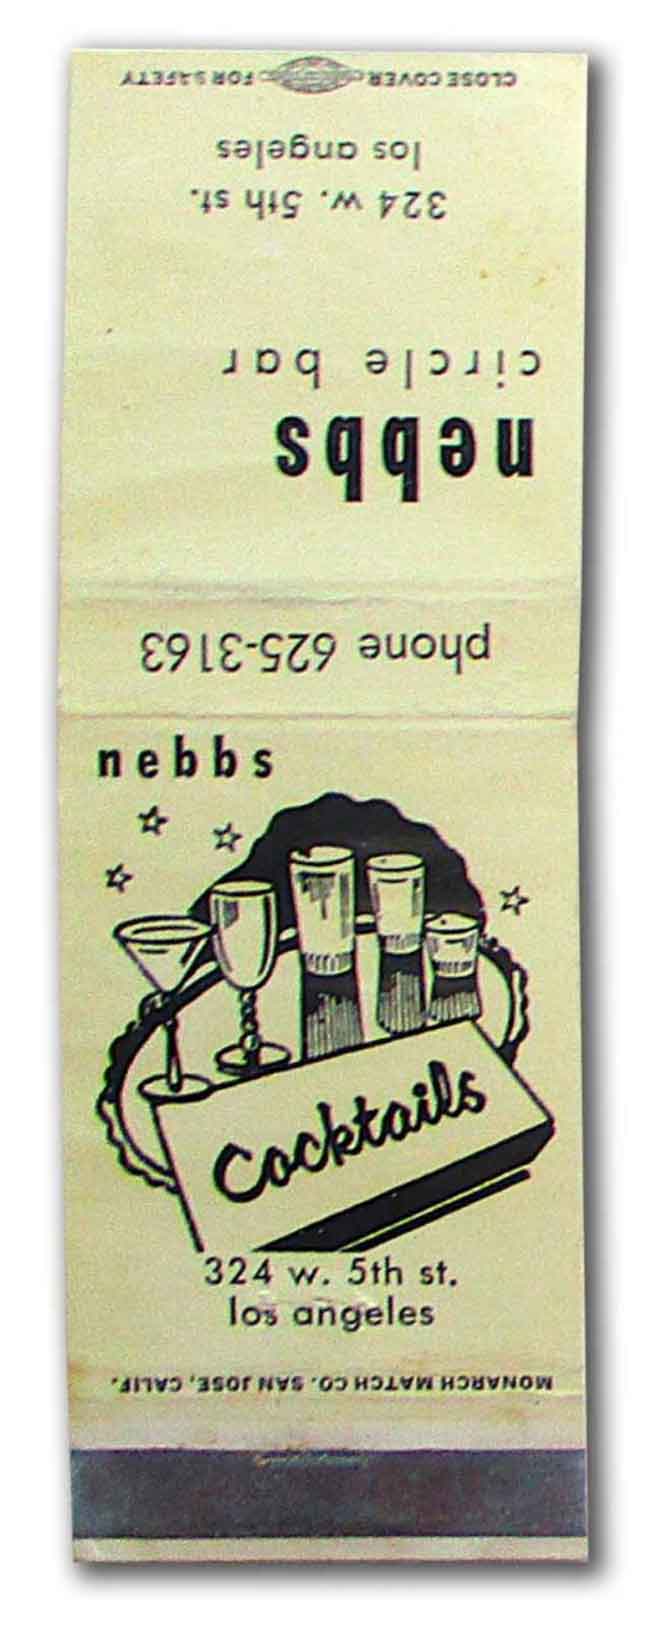 CLOSE COVER FOR SAFETY
los angeles
324 w. 5th st.
circle bar
nebbs
phone 625-3163
nebbs
Cocktails
324 w. 5th st.
los angeles
MONARCH MATCH CO. SAN JOSE, CALIF.